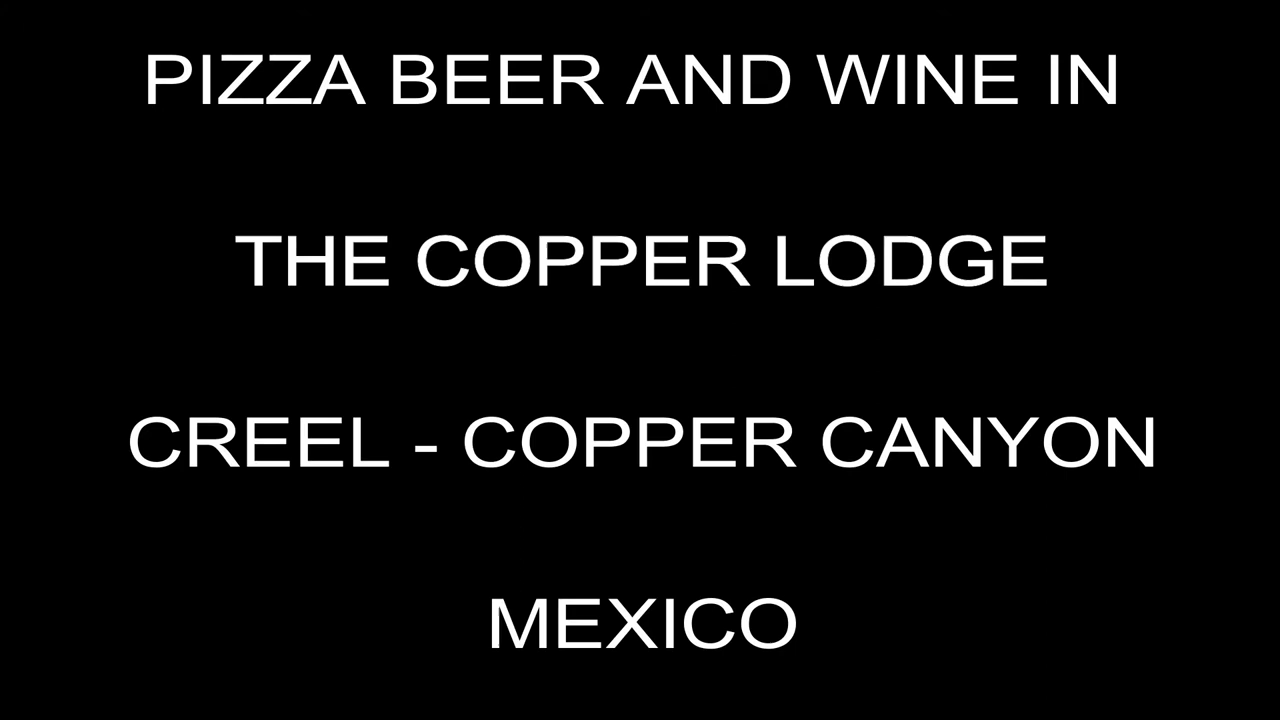 PIZZA BEER AND WINE IN
THE COPPER LODGE
CREEL - COPPER CANYON
MEXICO